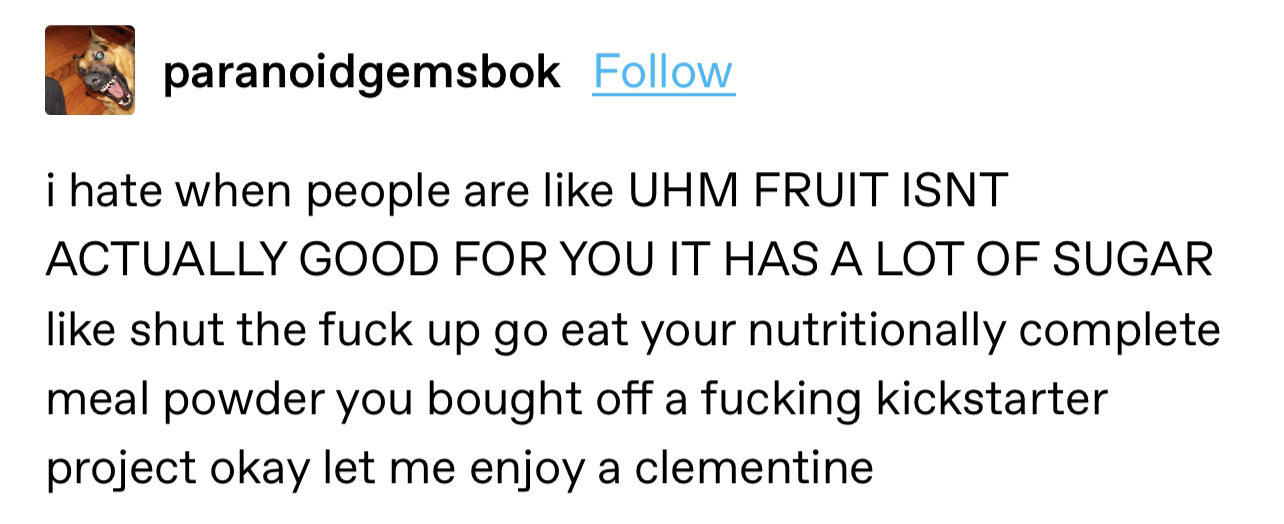 paranoidgemsbok Follow
i hate when people are like UHM FRUIT ISNT
ACTUALLY GOOD FOR YOU IT HAS A LOT OF SUGAR
like shut the fuck up go eat your nutritionally complete
meal powder you bought off a fucking kickstarter
project okay let me enjoy a clementine